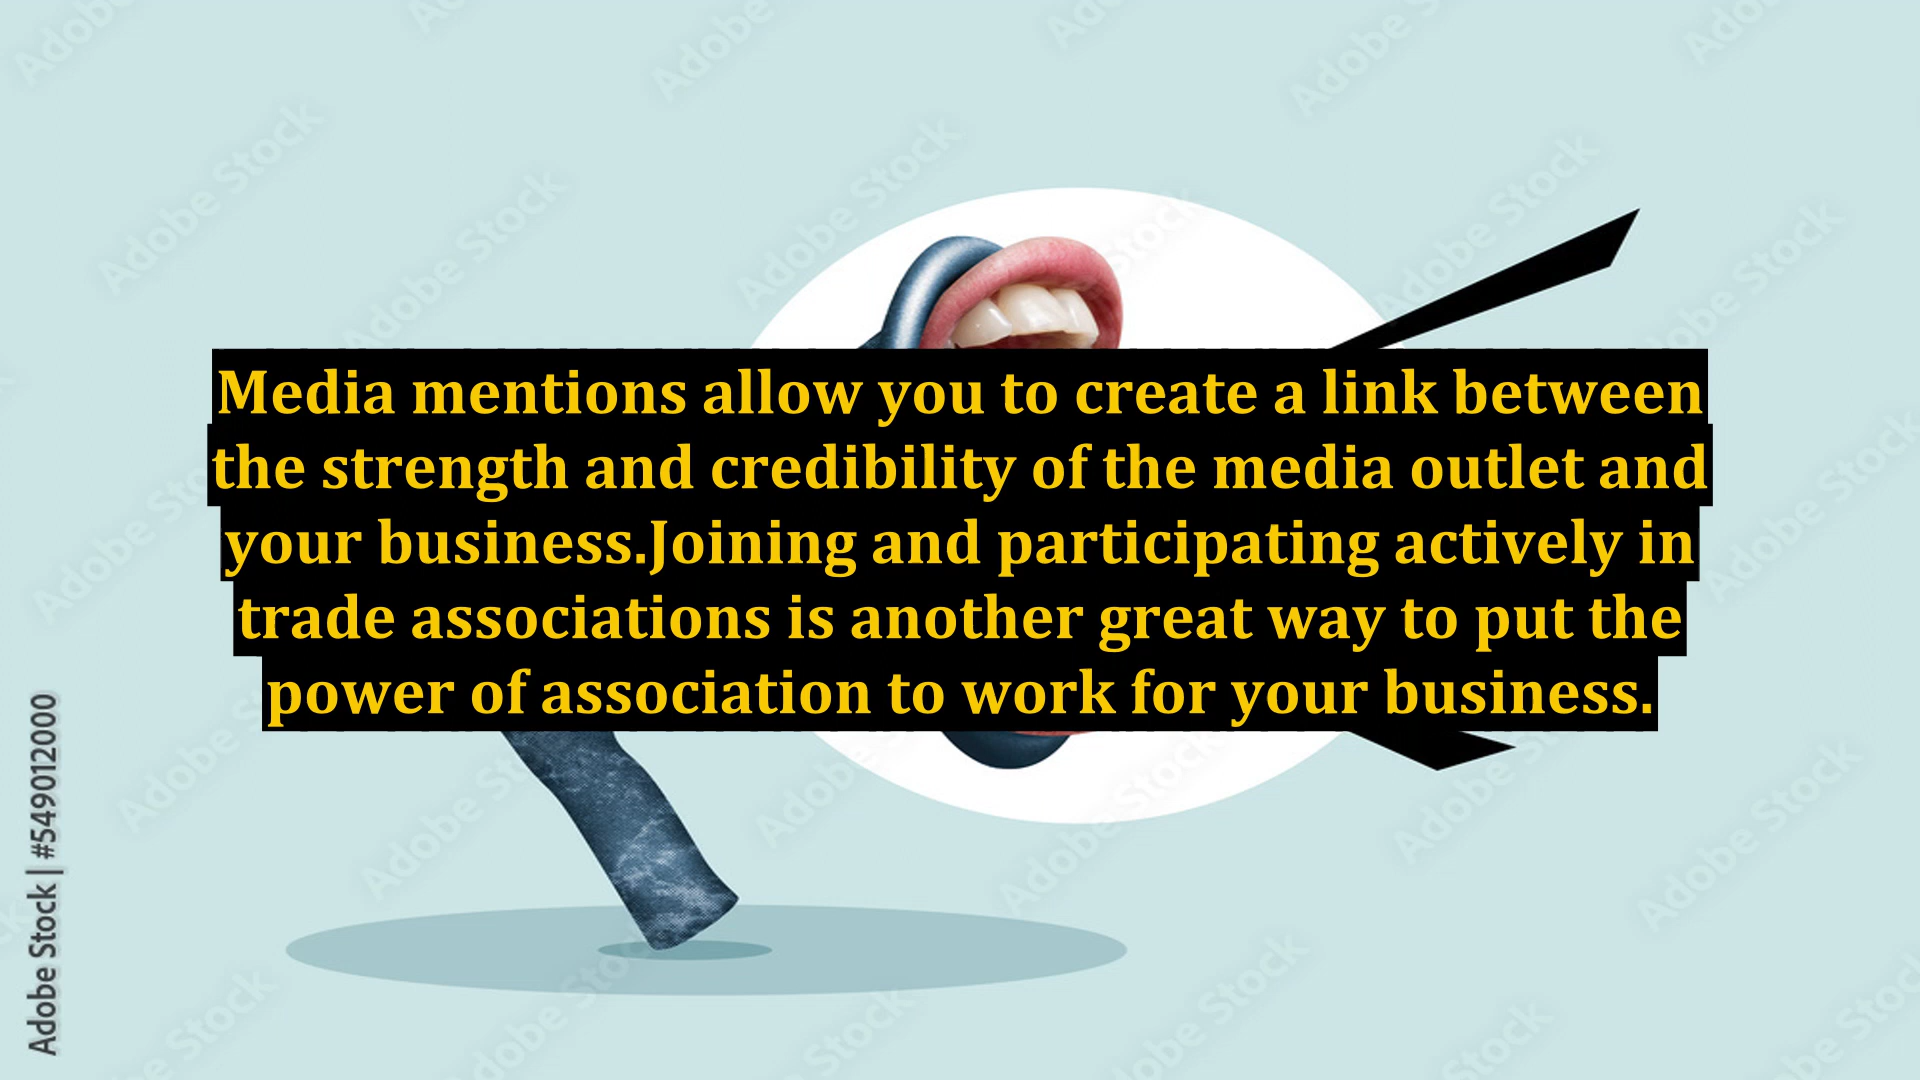 Media mentions allow you to create a link between
the strength and credibility of the media outlet and
your business.Joining and participating actively in
trade associations is another great way to put the
power of association to work for your business.
Adobe Stock | #549012000